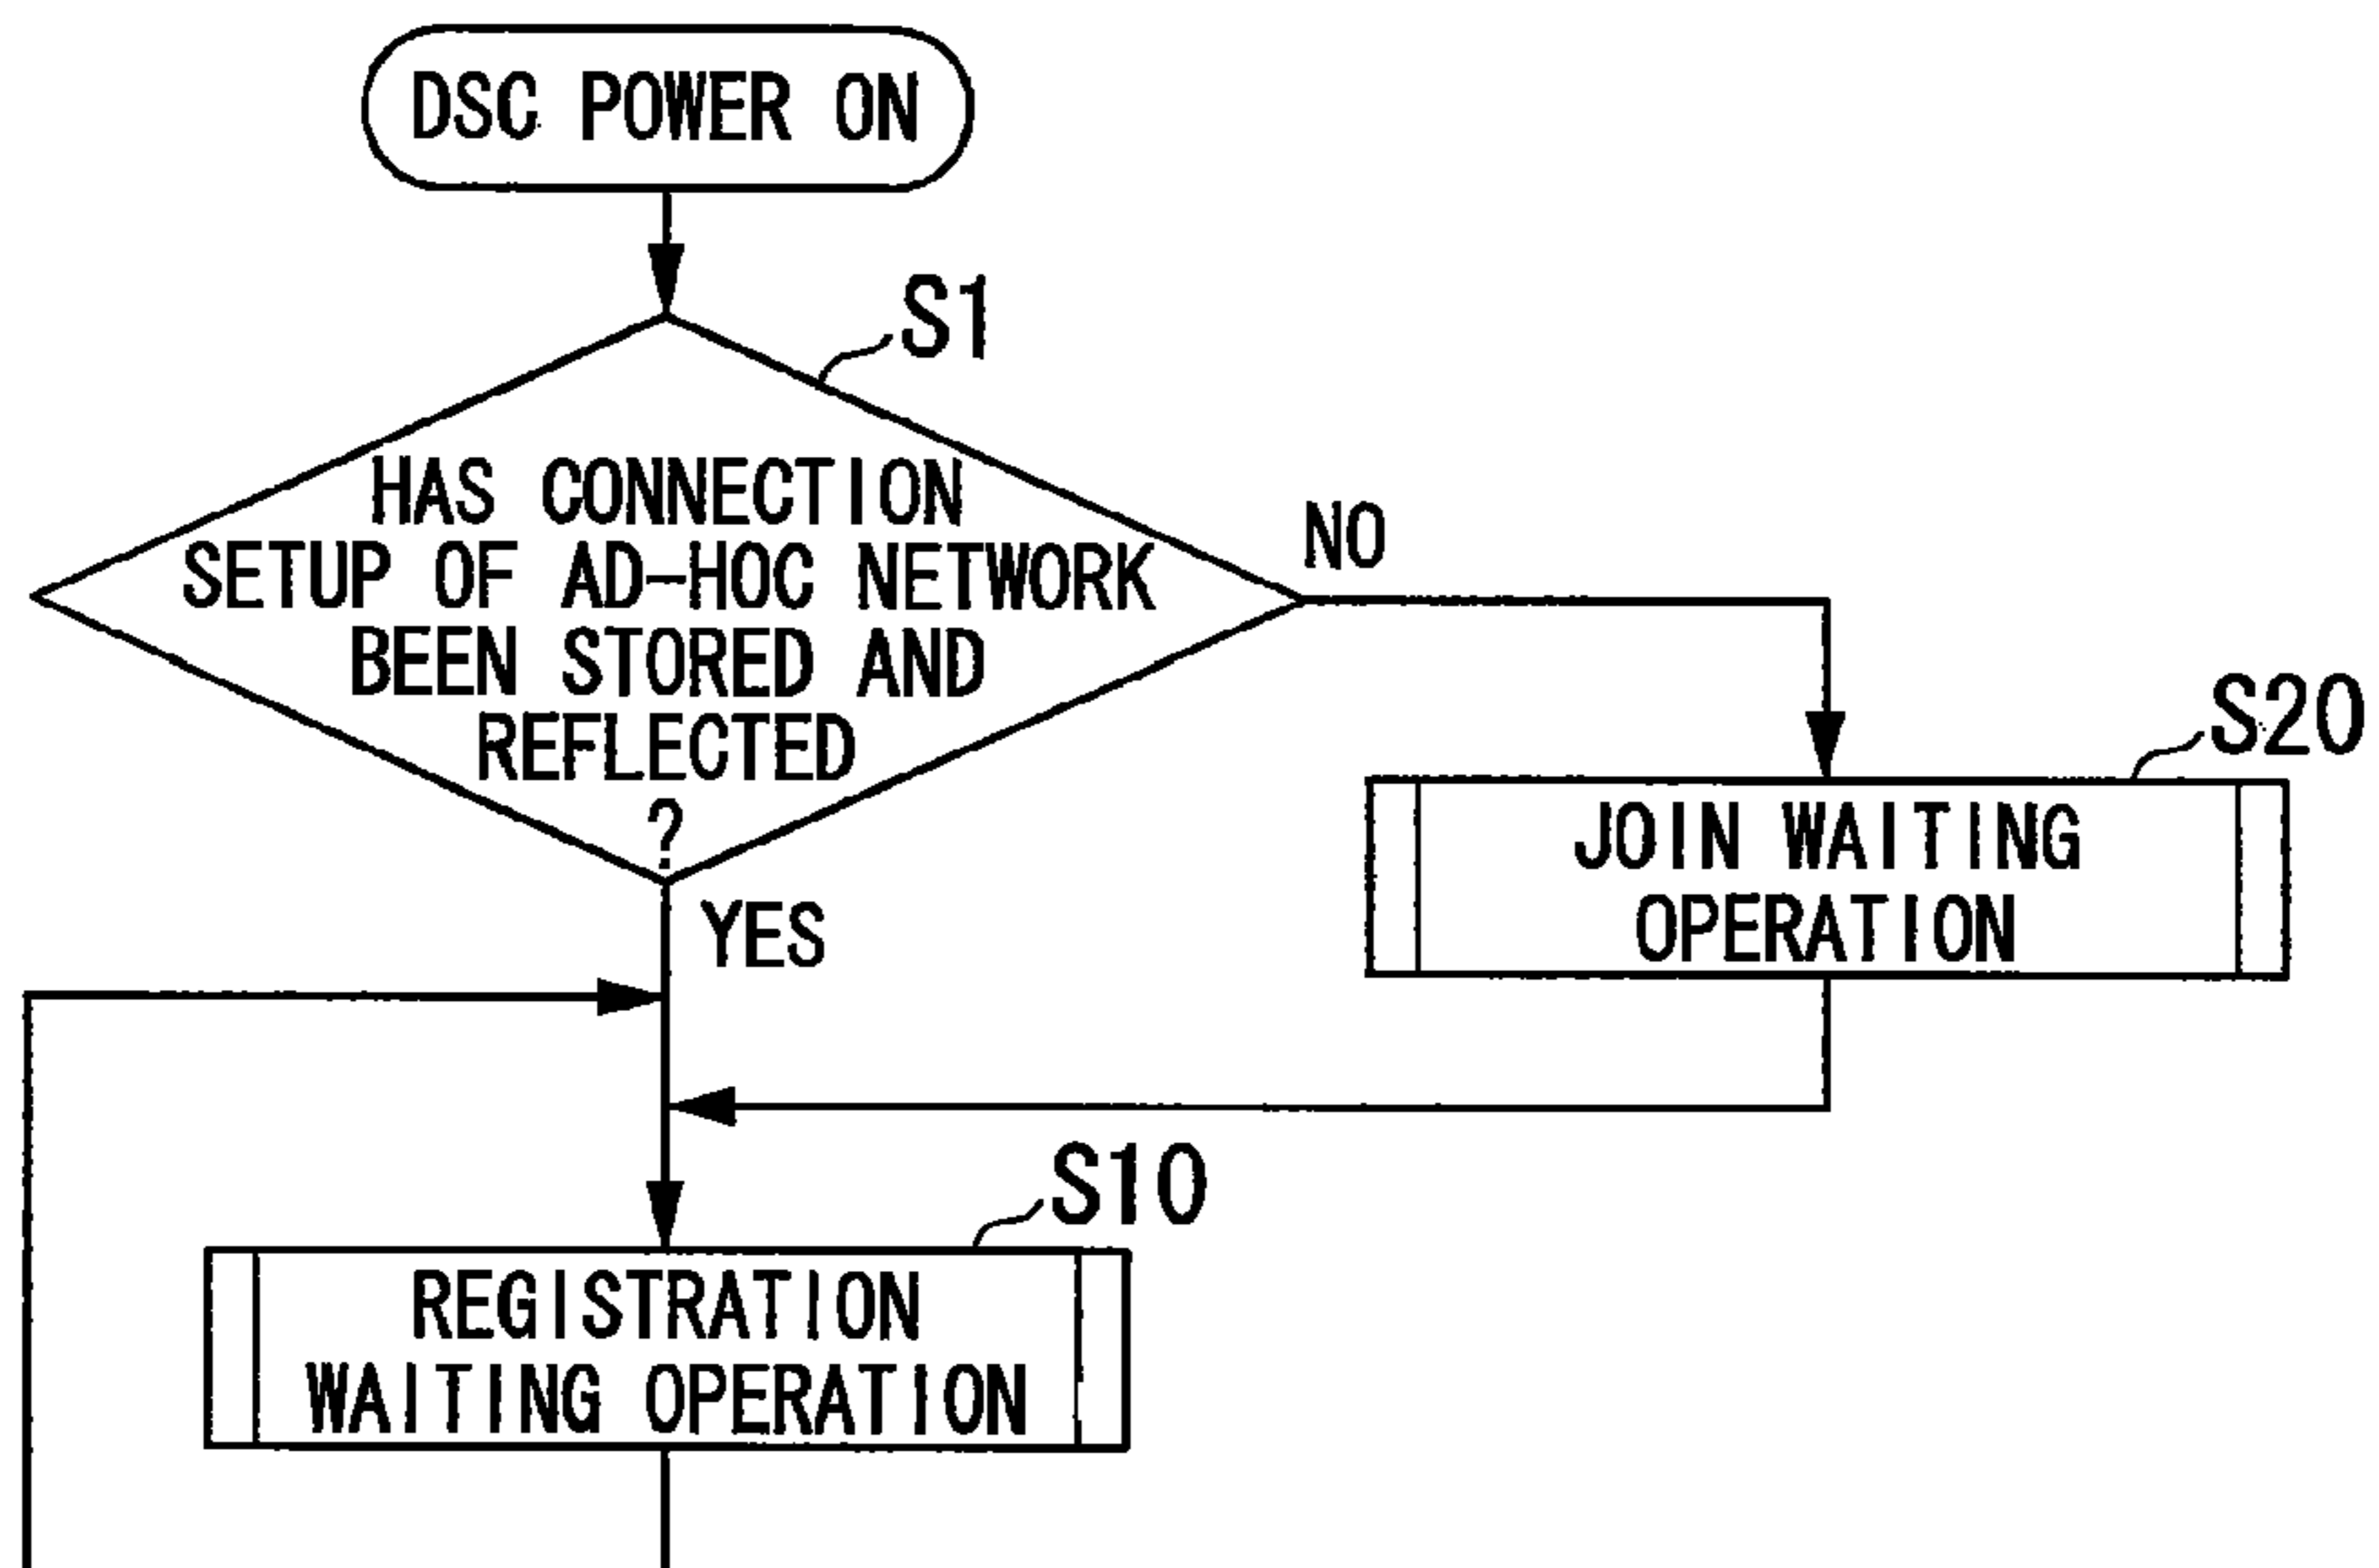 DSC POWER ON
S1
HAS CONNECTION
SETUP OF AD-HOC NETWORK
BEEN STORED AND
REFLECTED
?
NO
YES
S20
JOIN WAITING
OPERATION
S10
REGISTRATION
WAITING OPERATION